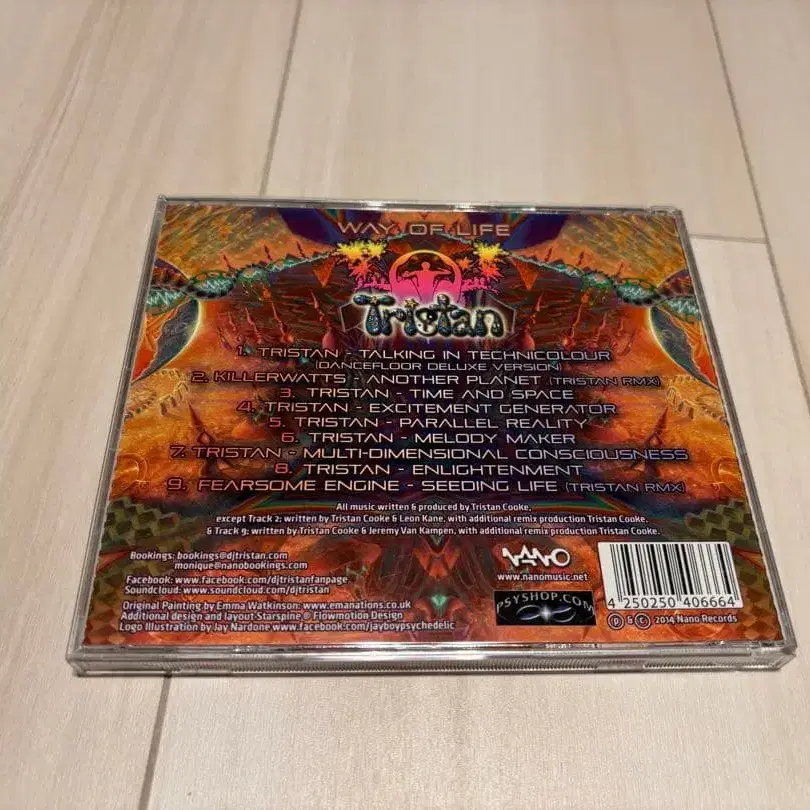 WAY OF LIFE
Tristan
1. TRISTAN - TALKING IN TECHNICOLOUR
(DANCEFLOOR DELUXE VERSION)
2. KILLERWATTS - ANOTHER PLANET (TRISTAN RMX)
3. TRISTAN - TIME AND SPACE
4. TRISTAN - EXCITEMENT GENERATOR
5. TRISTAN - PARALLEL REALITY
6. TRISTAN - MELODY MAKER
7. TRISTAN - MULTI-DIMENSIONAL CONSCIOUSNESS
8. TRISTAN - ENLIGHTENMENT
9. FEARSOME ENGINE - SEEDING LIFE (TRISTAN RMX)
All music written & produced by Tristan Cooke,
except Track 2; written by Tristan Cooke & Leon Kane, with additional remix production Tristan Cooke.
& Track 9; written by Tristan Cooke & Jeremy Van Kampen, with additional remix production Tristan Cooke.
Bookings: bookings@djtristan.com
monique@nanobookings.com
Facebook: www.facebook.com/djtristanfanpage
Soundcloud: www.soundcloud.com/djtristan
Original Painting by Emma Watkinson: www.emanations.co.uk
Additional design and layout Starspine @ Flowmotion Design
Logo Illustration by Jay Nardone www.facebook.com/jayboypsychedelic
NANO
www.nanomusic.net
PSYSHOP.COM
4 250250 406664
℗ & © 2014 Nano Records